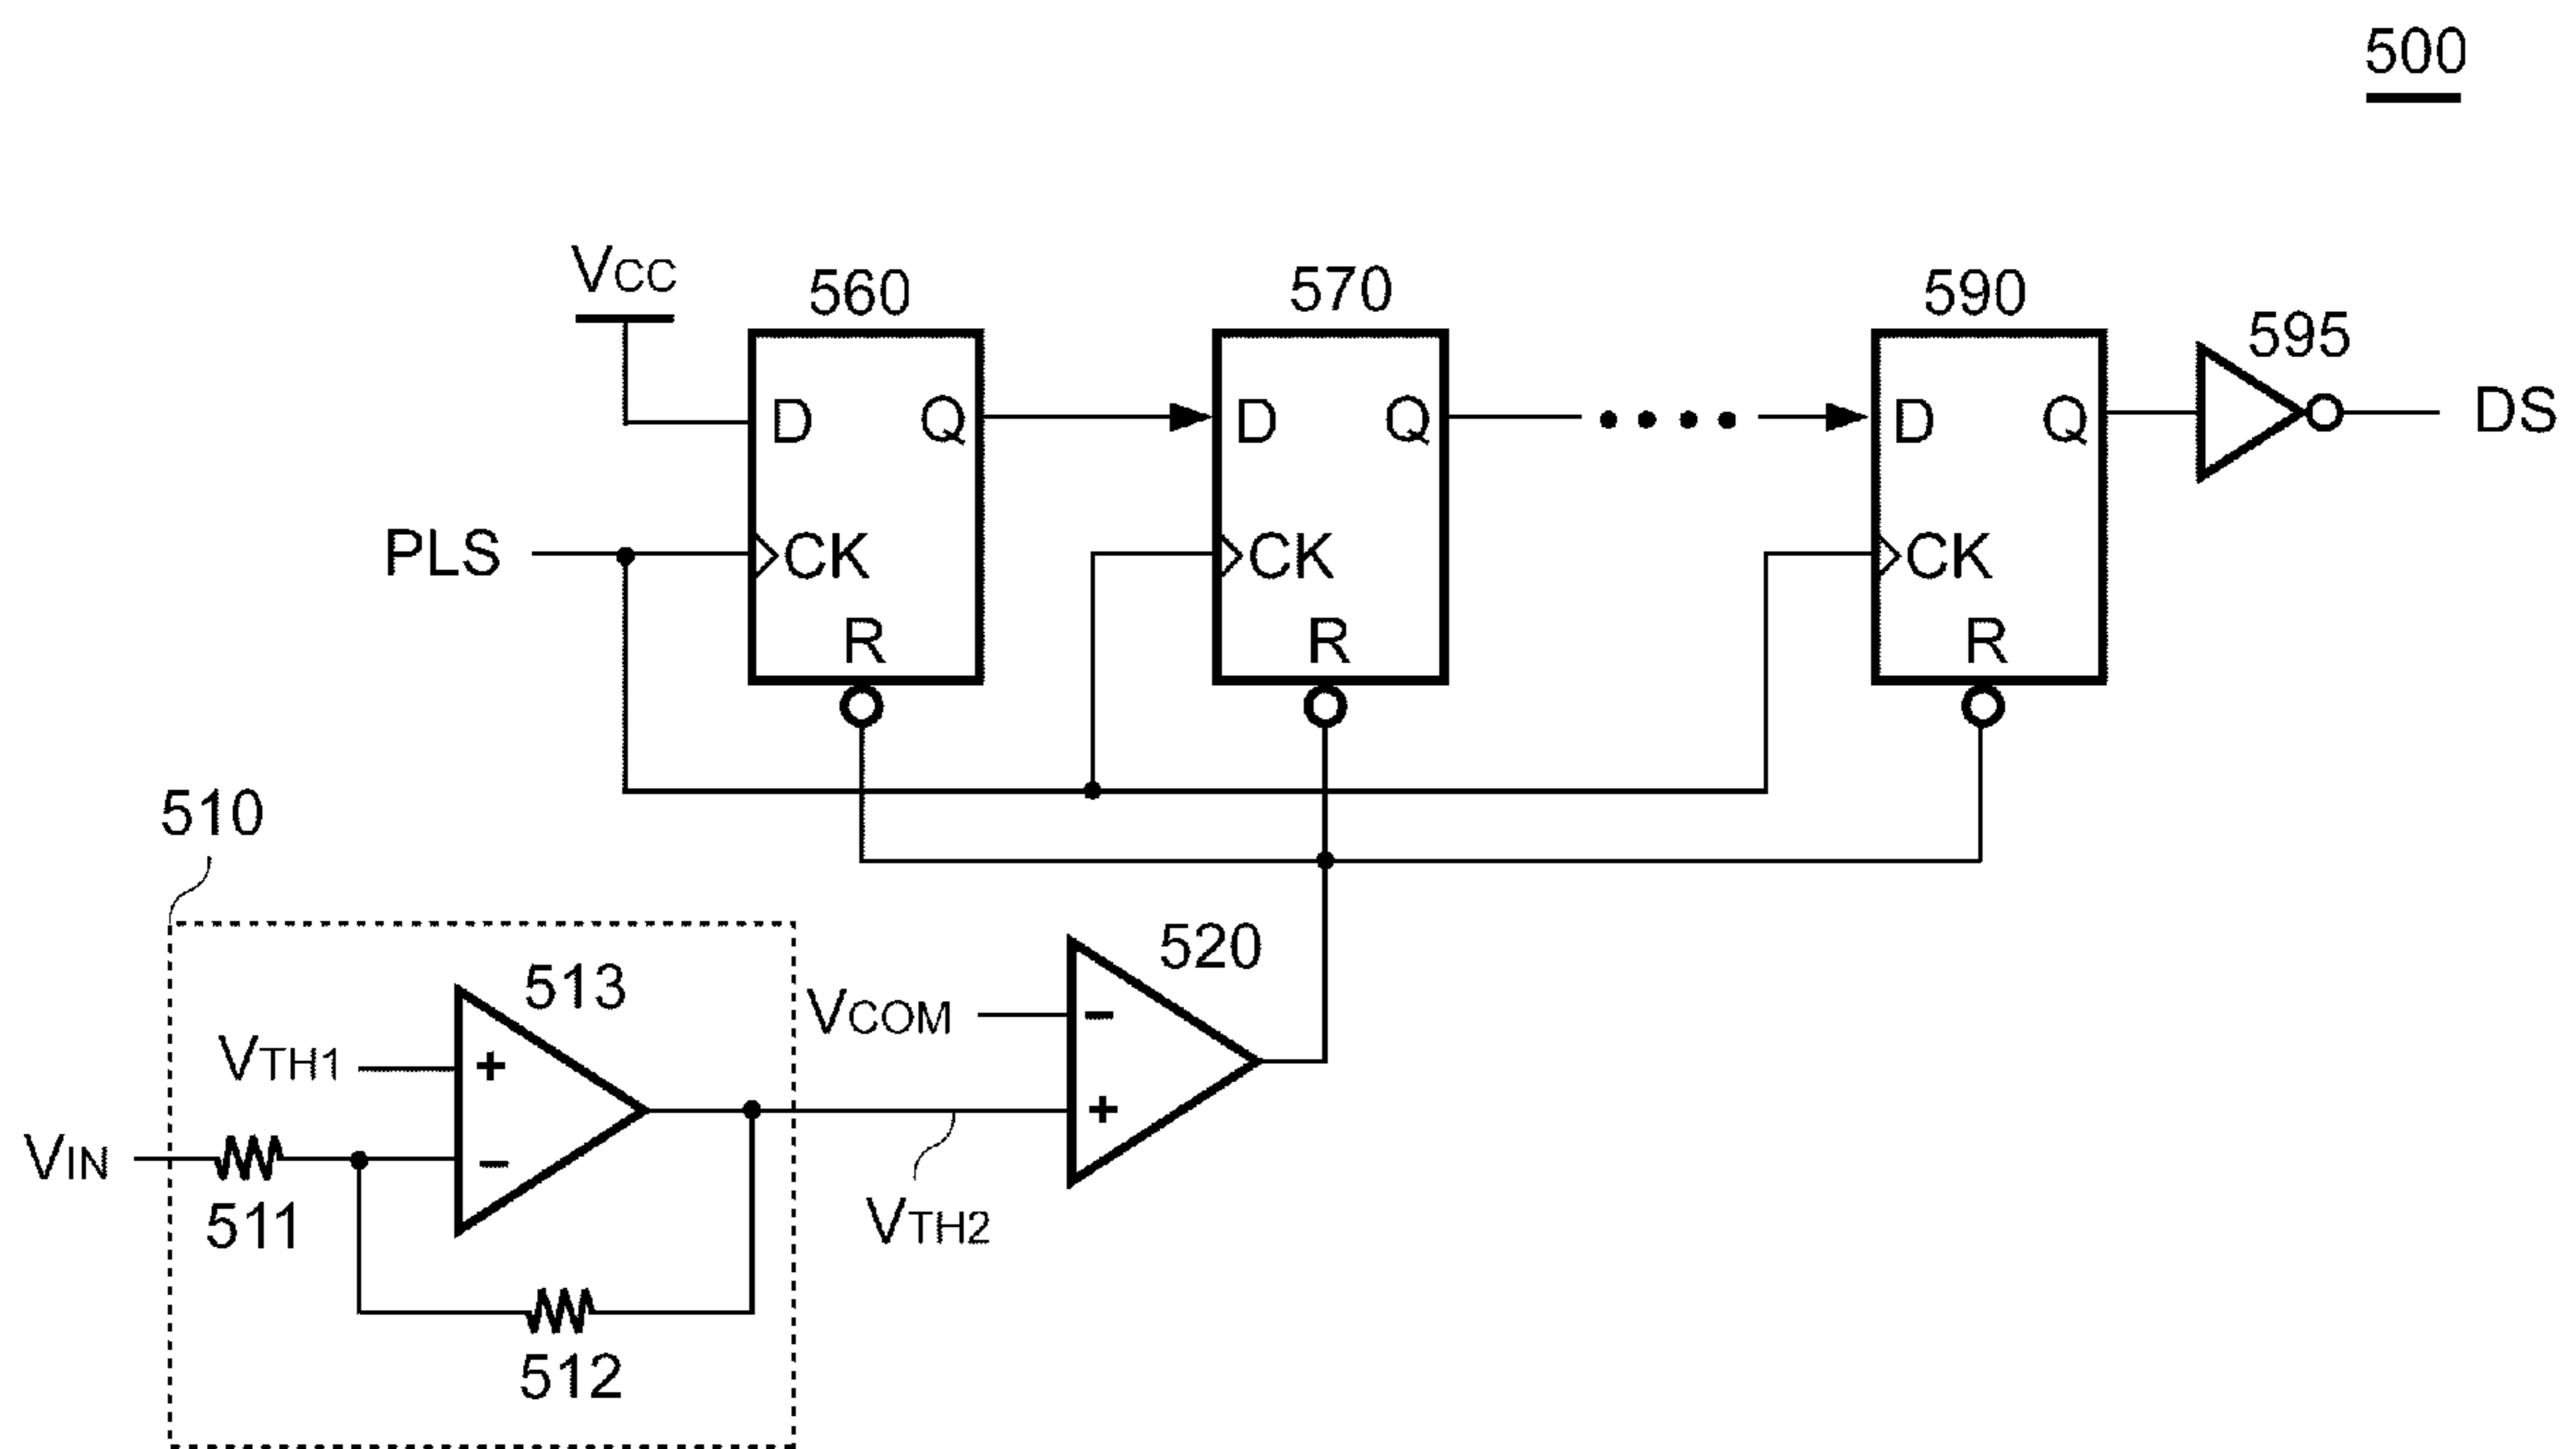 500
VCC
560
570
590
595
D
Q
D
Q
D
Q
DS
PLS
CK
CK
CK
R
R
R
510
520
513
VCOM
−
VTH1
+
+
VIN
−
511
VTH2
512